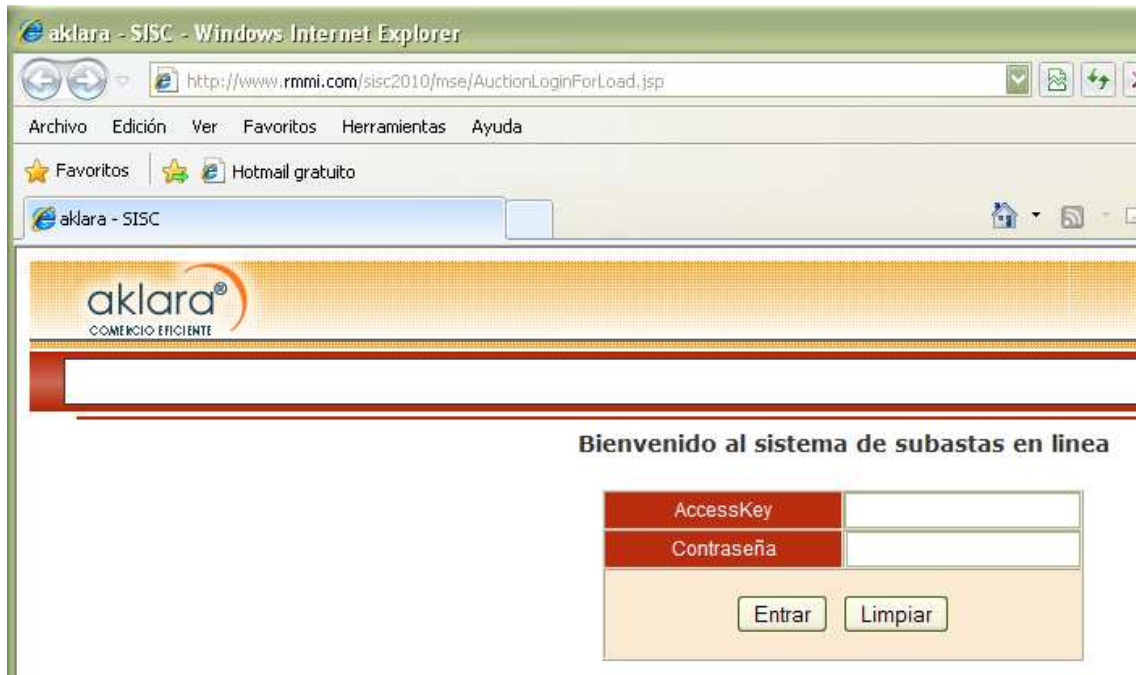 aklara - SISC - Windows Internet Explorer
http://www.rmmi.com/sisc2010/mse/AuctionLoginForLoad.jsp
Archivo Edición Ver Favoritos Herramientas Ayuda
Favoritos Hotmail gratuito
aklara - SISC
aklara®
COMERCIO EFICIENTE
Bienvenido al sistema de subastas en linea
AccessKey
Contraseña
Entrar Limpiar